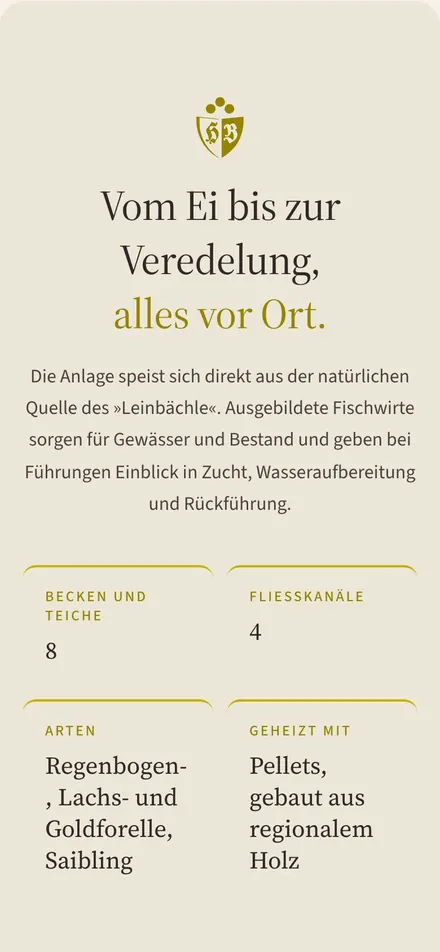 HB
Vom Ei bis zur
Veredelung,
alles vor Ort.
Die Anlage speist sich direkt aus der natürlichen
Quelle des »Leinbächle«. Ausgebildete Fischwirte
sorgen für Gewässer und Bestand und geben bei
Führungen Einblick in Zucht, Wasseraufbereitung
und Rückführung.
BECKEN UND
TEICHE
8
FLIESSKANÄLE
4
ARTEN
Regenbogen-
, Lachs- und
Goldforelle,
Saibling
GEHEIZT MIT
Pellets,
gebaut aus
regionalem
Holz